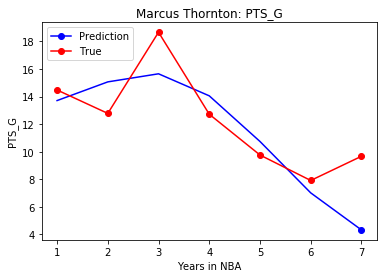 Marcus Thornton: PTS_G
Prediction
True
PTS_G
18
16
14
12
10
8
6
4
1 2 3 4 5 6 7
Years in NBA